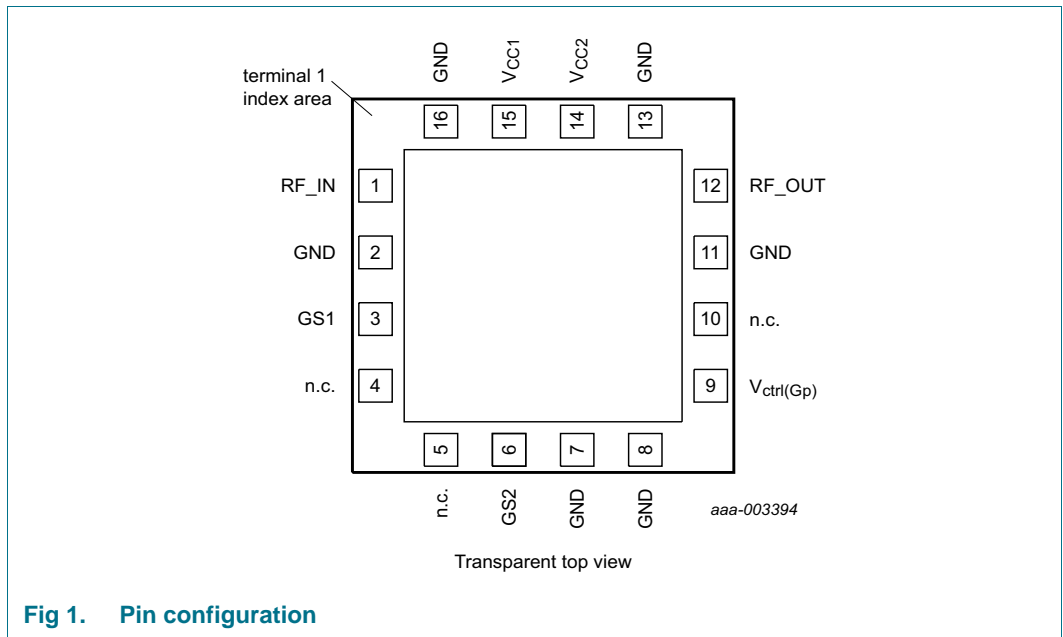 GND
VCC1
VCC2
GND
terminal 1
index area
16
15
14
13
RF_IN 1
12 RF_OUT
GND 2
11 GND
GS1 3
10 n.c.
n.c. 4
9 Vctrl(Gp)
5
6
7
8
n.c.
GS2
GND
GND
aaa-003394
Transparent top view
Fig 1. Pin configuration